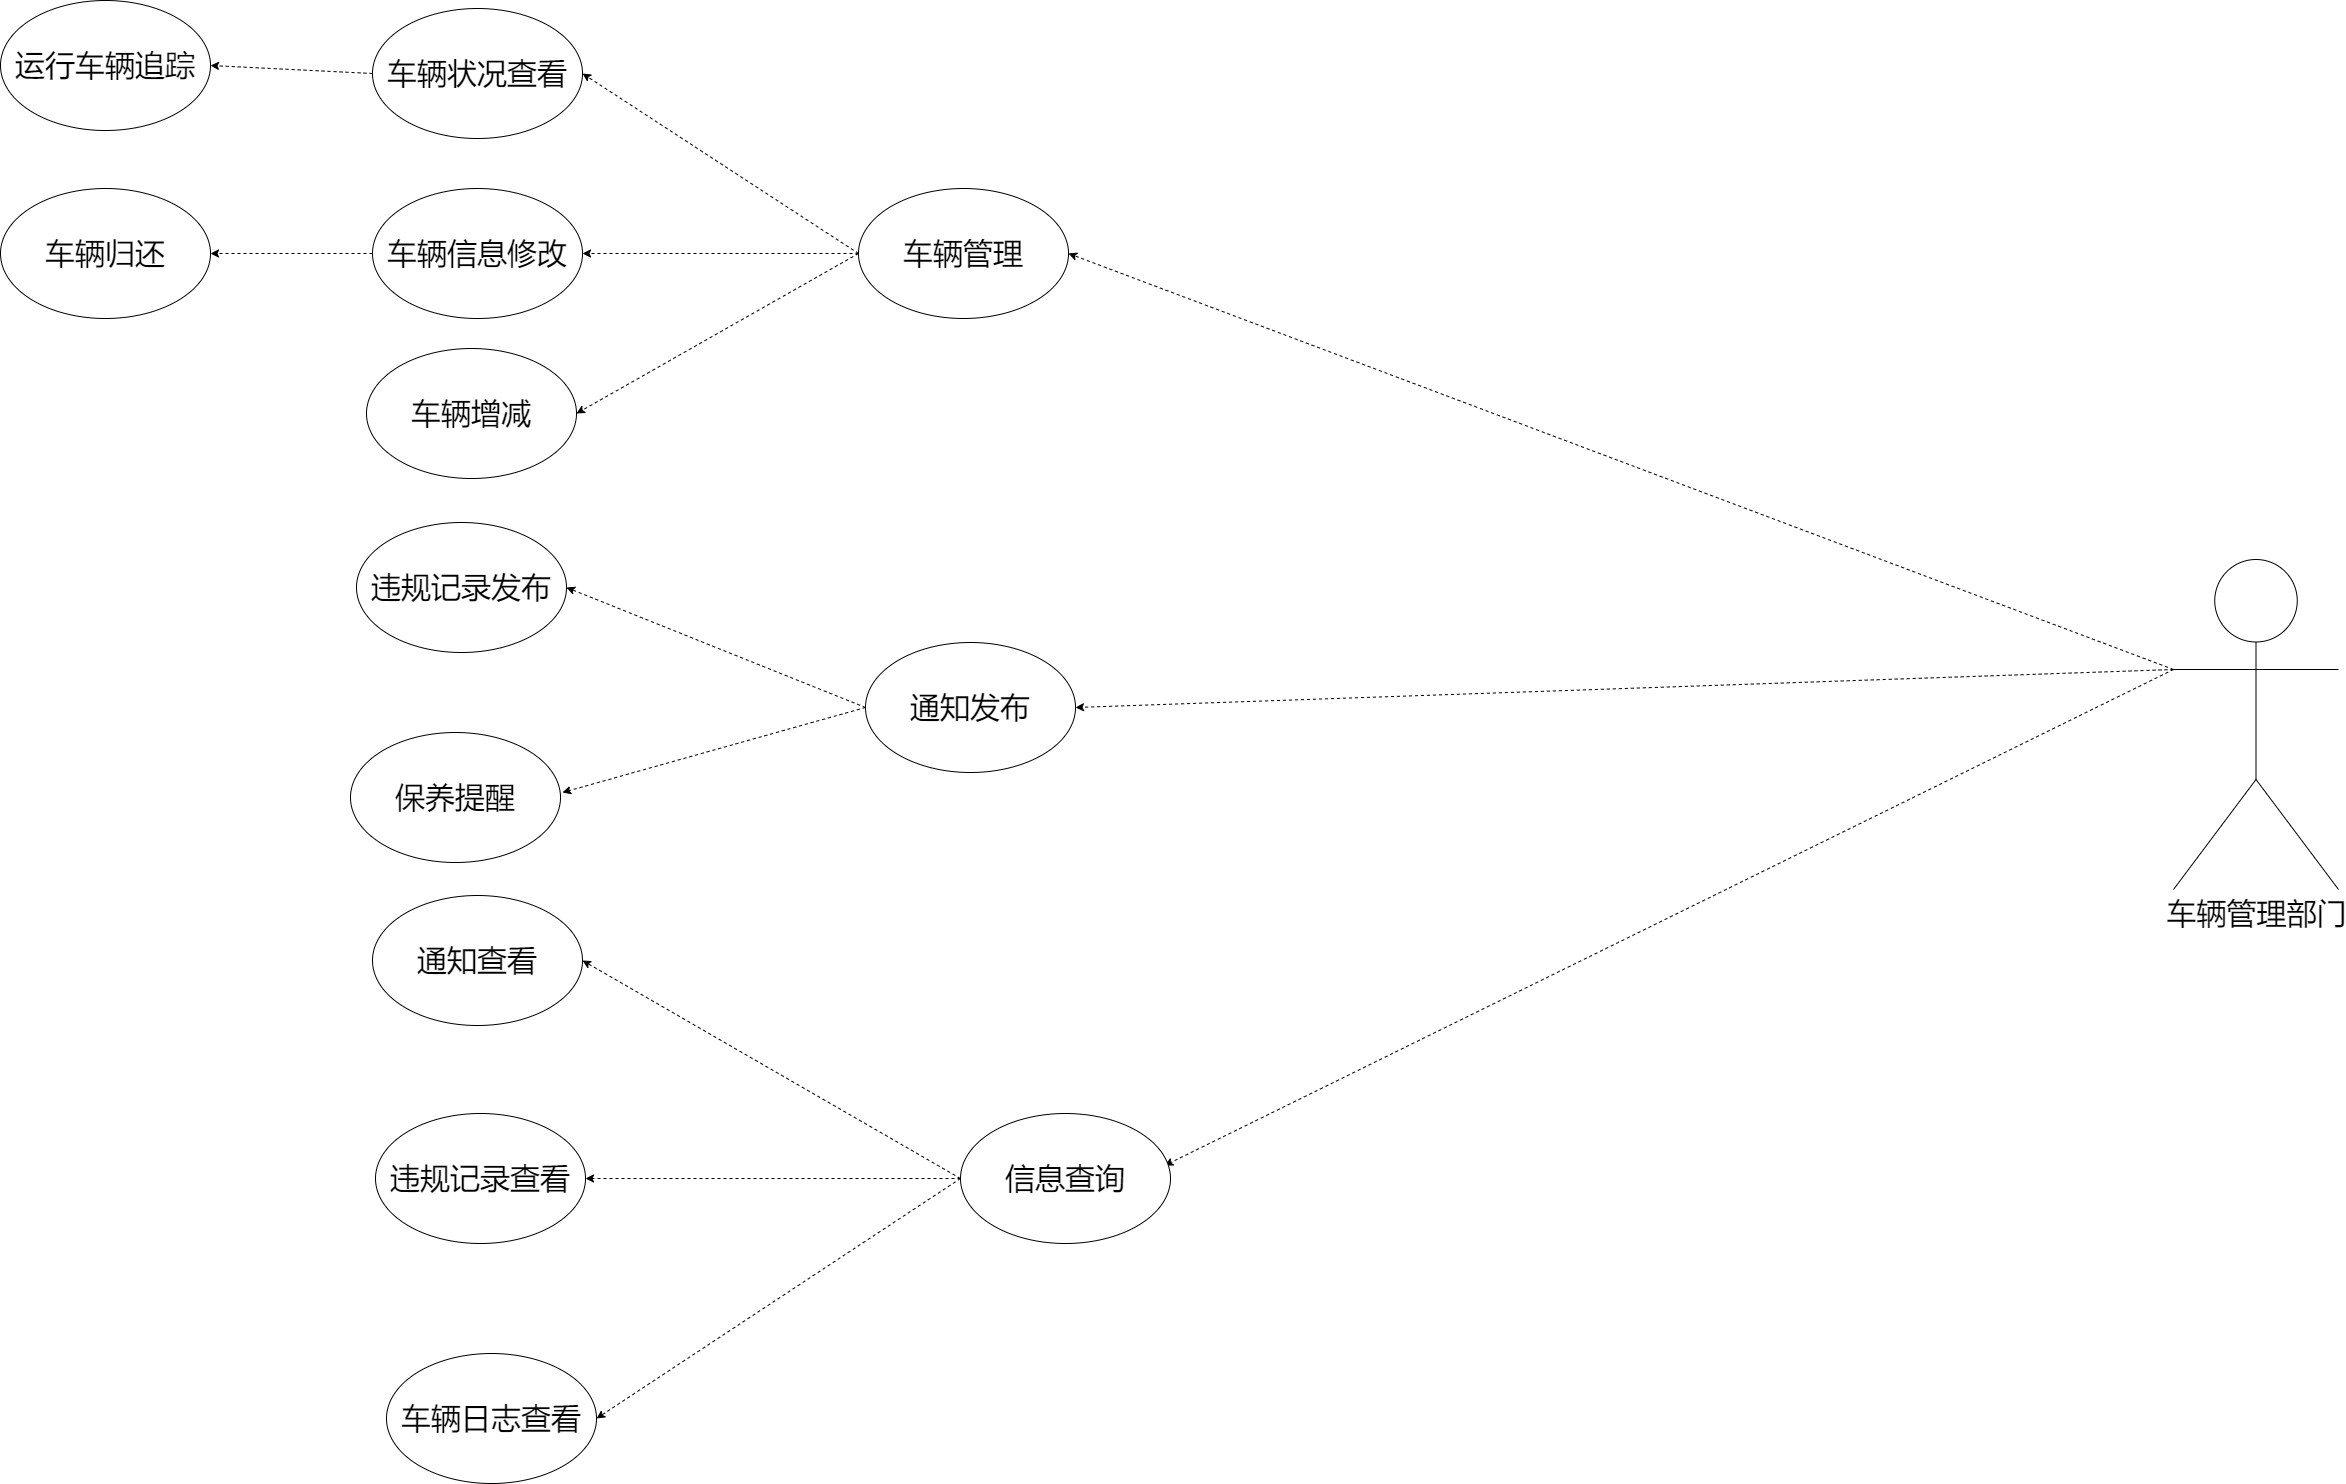 运行车辆追踪
车辆状况查看
车辆归还
车辆信息修改
车辆管理
车辆增减
违规记录发布
通知发布
保养提醒
车辆管理部门
通知查看
违规记录查看
信息查询
车辆日志查看